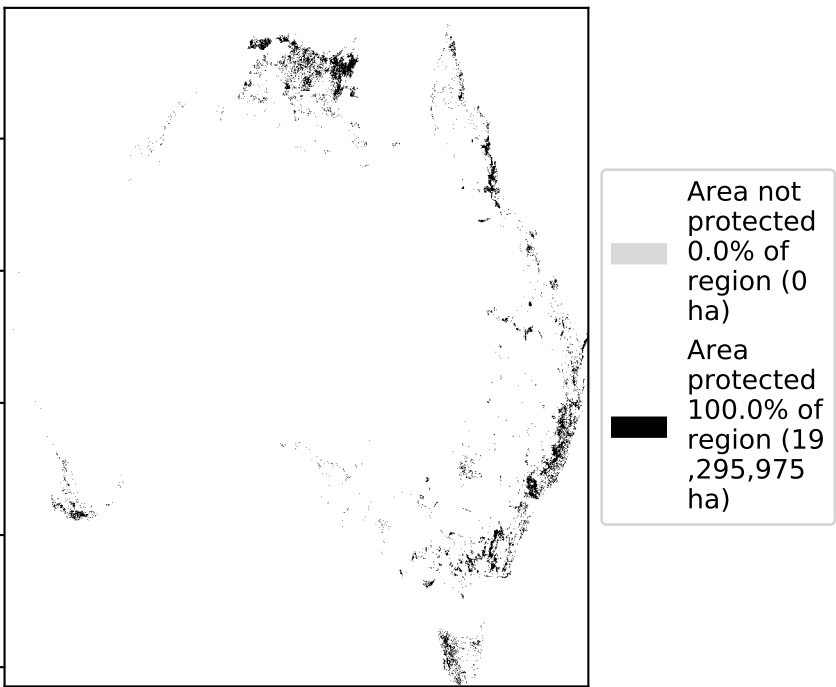 Area not
protected
0.0% of
region (0
ha)
Area
protected
100.0% of
region (19
,295,975
ha)